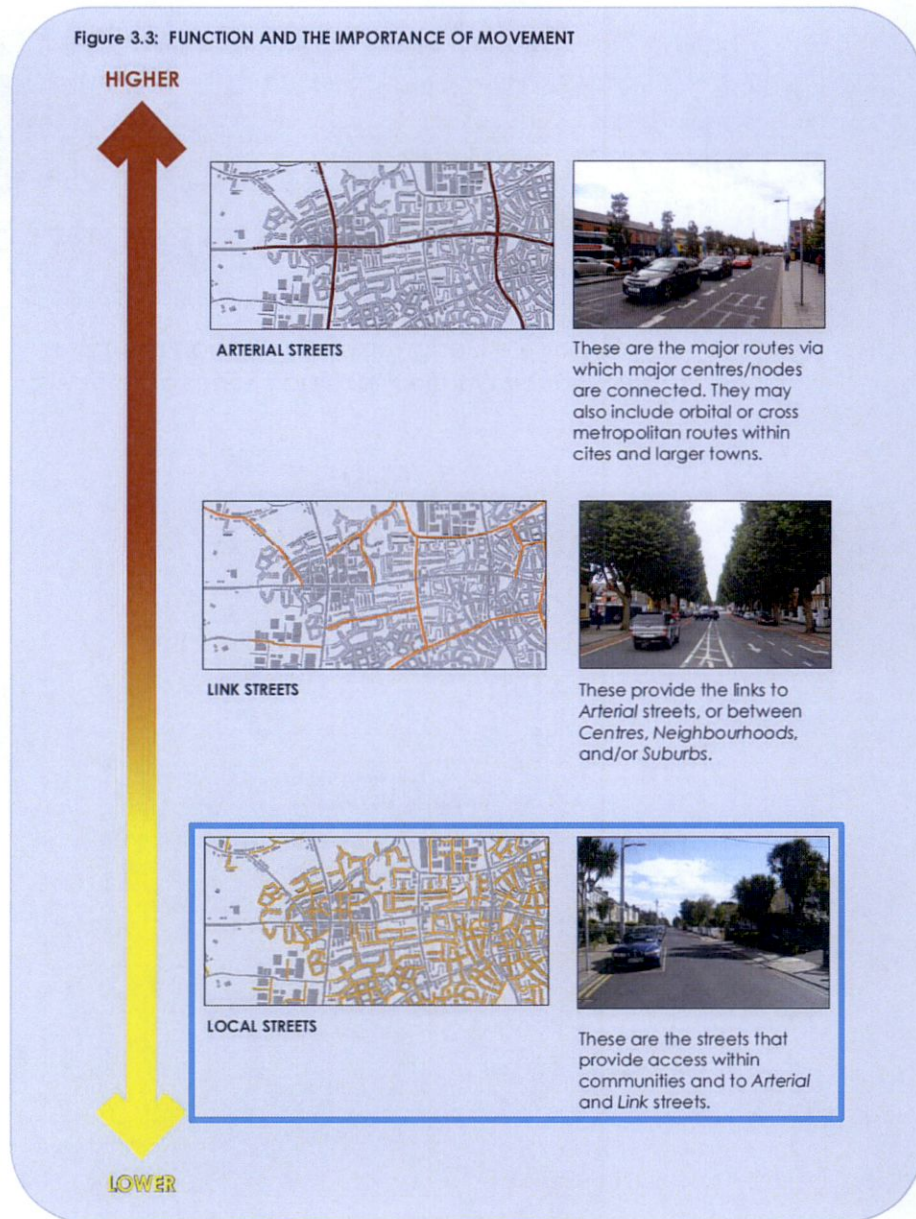 Figure 3.3: FUNCTION AND THE IMPORTANCE OF MOVEMENT
HIGHER
ARTERIAL STREETS
These are the major routes via
which major centres/nodes
are connected. They may
also include orbital or cross
metropolitan routes within
cites and larger towns.
LINK STREETS
These provide the links to
Arterial streets, or between
Centres, Neighbourhoods,
and/or Suburbs.
LOCAL STREETS
These are the streets that
provide access within
communities and to Arterial
and Link streets.
LOWER